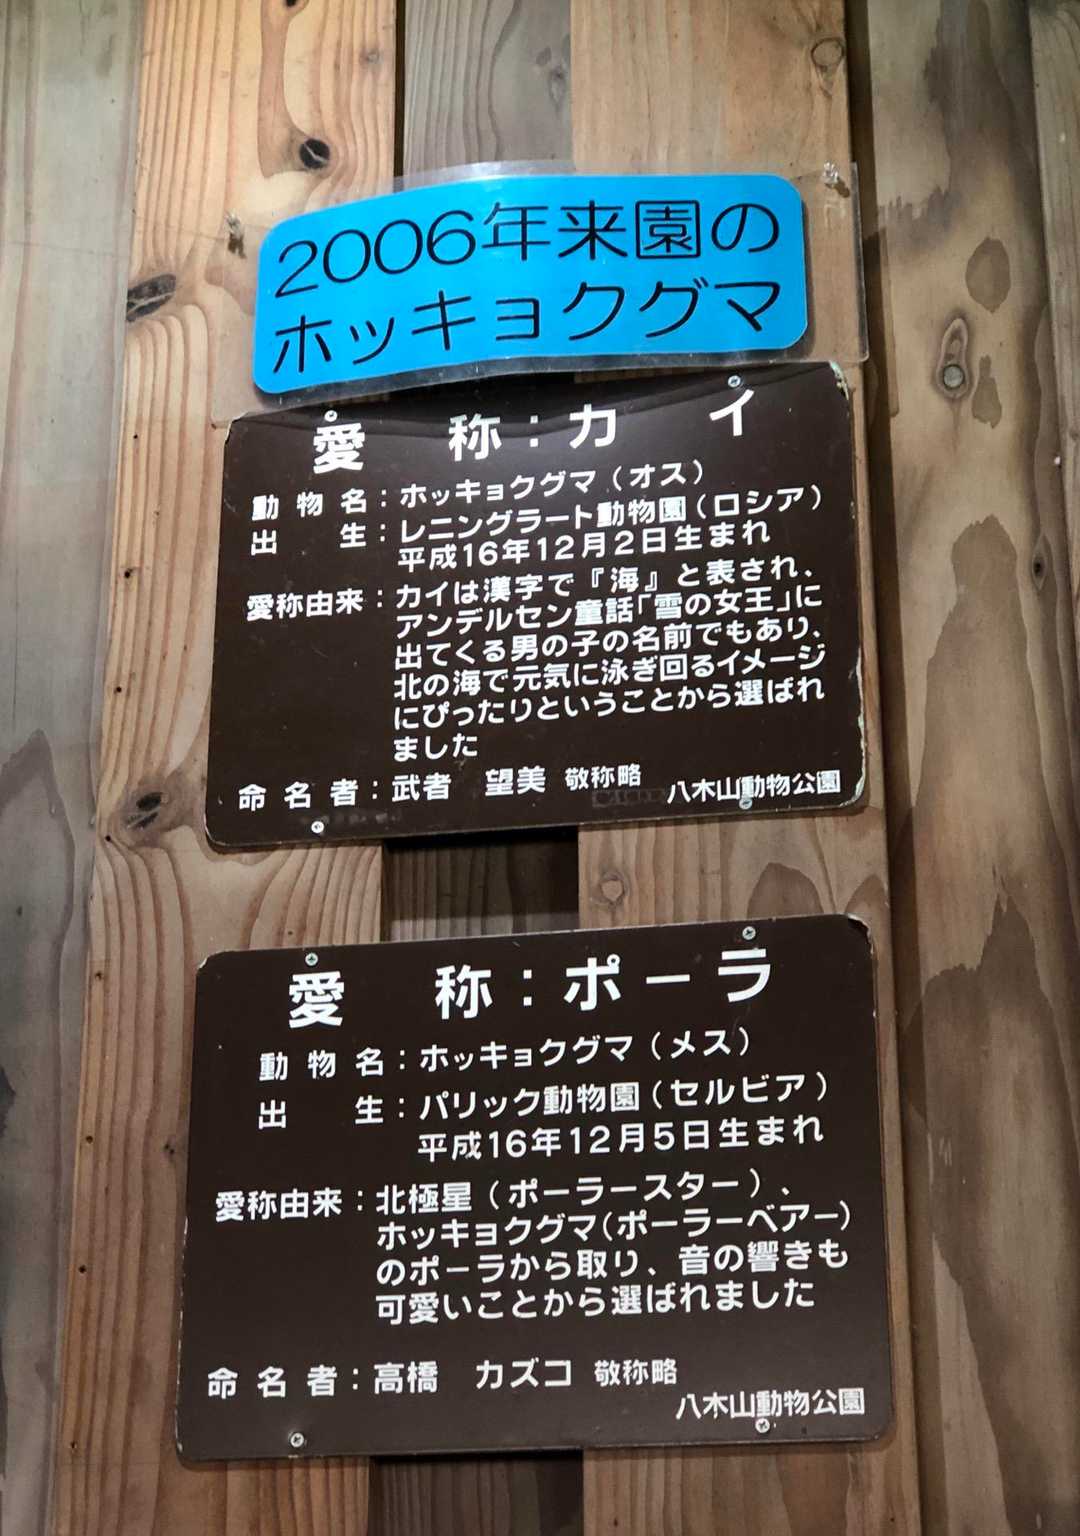 2006年来園の
ホッキョクグマ
愛称：カイ
動物名：ホッキョクグマ（オス）
出生：レニングラート動物園（ロシア）
平成16年12月2日生まれ
愛称由来：カイは漢字で『海』と表され、
アンデルセン童話「雪の女王」に
出てくる男の子の名前でもあり、
北の海で元気に泳ぎ回るイメージ
にぴったりということから選ばれ
ました
命名者：武者 望美 敬称略
八木山動物公園
愛称：ポーラ
動物名：ホッキョクグマ（メス）
出生：パリック動物園（セルビア）
平成16年12月5日生まれ
愛称由来：北極星（ポーラースター）、
ホッキョクグマ（ポーラーベアー）
のポーラから取り、音の響きも
可愛いことから選ばれました
命名者：高橋 カズコ 敬称略
八木山動物公園